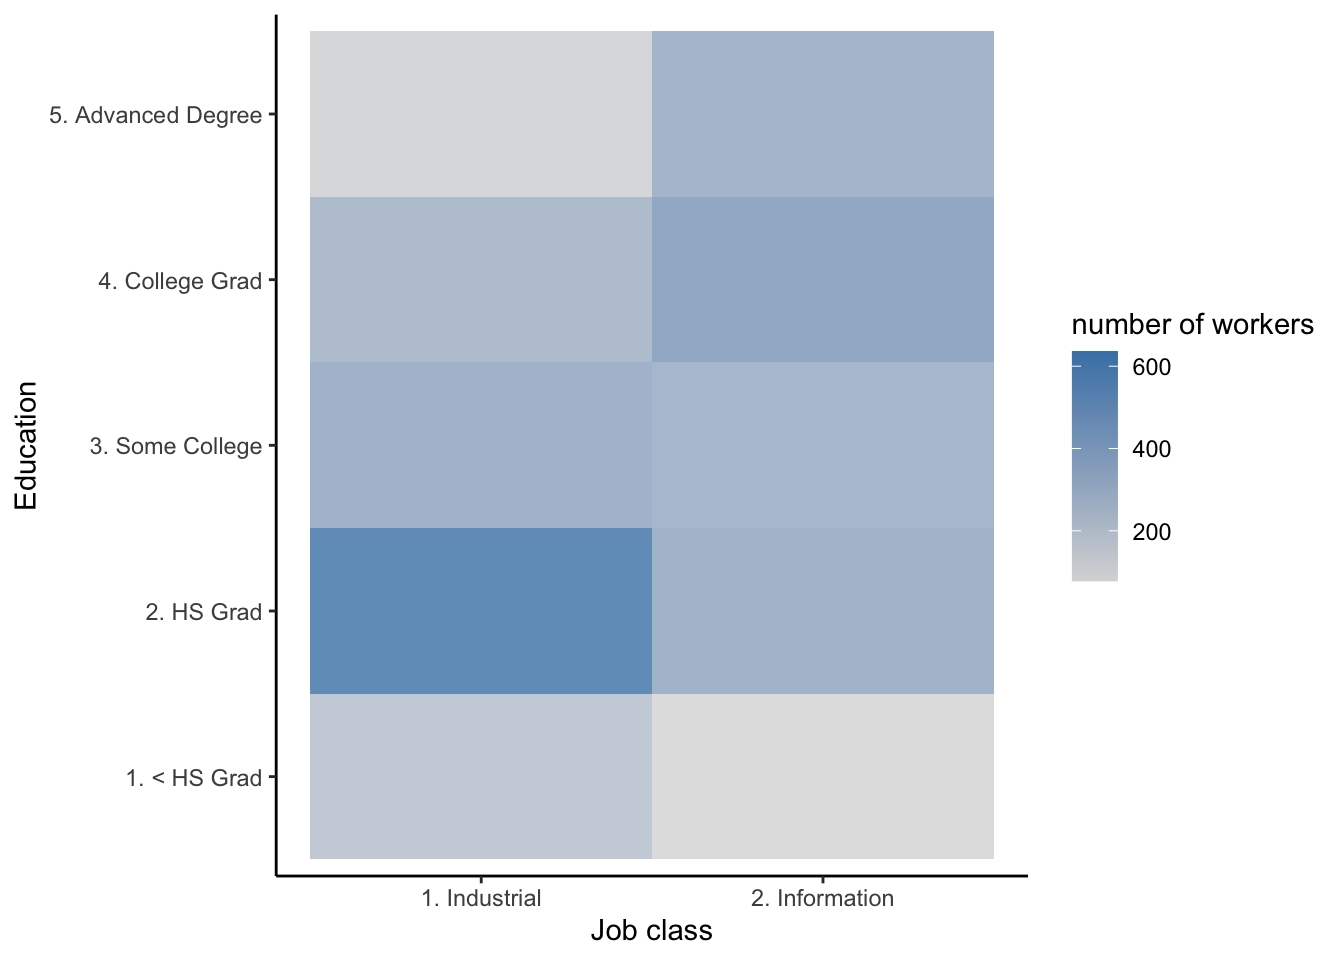 5. Advanced Degree
4. College Grad
3. Some College
2. HS Grad
1. < HS Grad
Education
1. Industrial
2. Information
Job class
number of workers
600
400
200